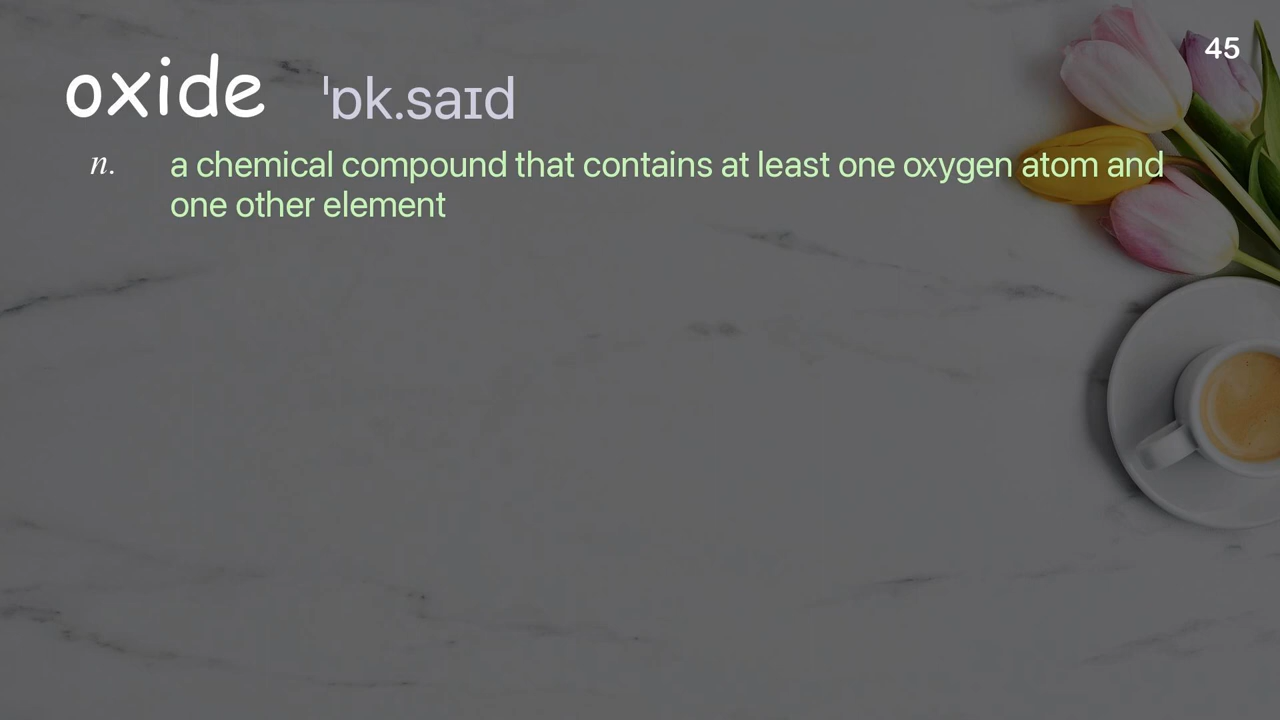 45
oxide ˈɒk.saɪd
n. a chemical compound that contains at least one oxygen atom and
one other element